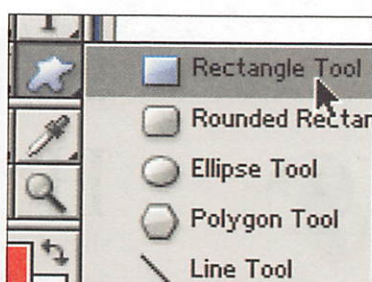 T
Rectangle Tool
Rounded Rectan
Ellipse Tool
Polygon Tool
Line Tool